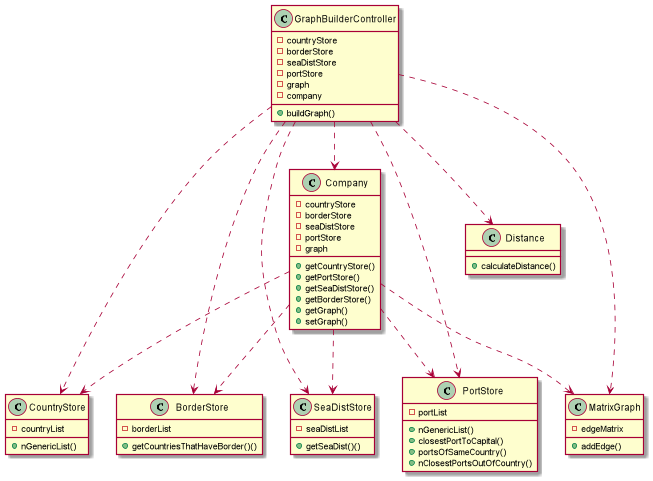 C GraphBuilderController
countryStore
borderStore
seaDistStore
portStore
graph
company
buildGraph()
C Company
countryStore
borderStore
seaDistStore
portStore
graph
getCountryStore()
getPortStore()
getSeaDistStore()
getBorderStore()
getGraph()
setGraph()
C Distance
calculateDistance()
C CountryStore
countryList
nGenericList()
C BorderStore
borderList
getCountriesThatHaveBorder()()
C SeaDistStore
seaDistList
getSeaDist()()
C PortStore
portList
nGenericList()
closestPortToCapital()
portsOfSameCountry()
nClosestPortsOutOfCountry()
C MatrixGraph
edgeMatrix
addEdge()